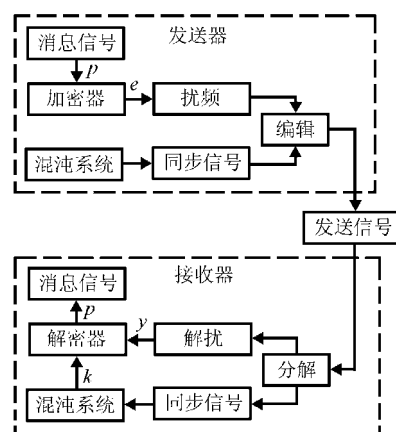 消息信号
发送器
p
加密器
e
扰频
编辑
混沌系统
同步信号
发送信号
接收器
消息信号
p
解密器
y
解扰
分解
k
混沌系统
同步信号